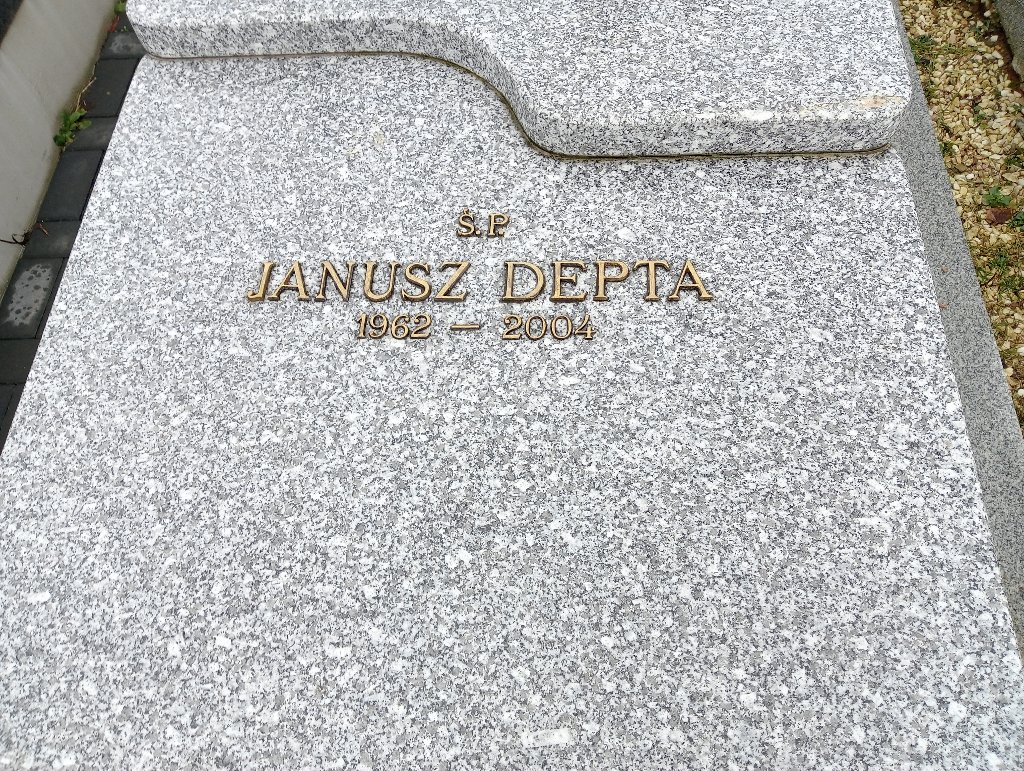 Ś.P.
JANUSZ DEPTA
1962 – 2004